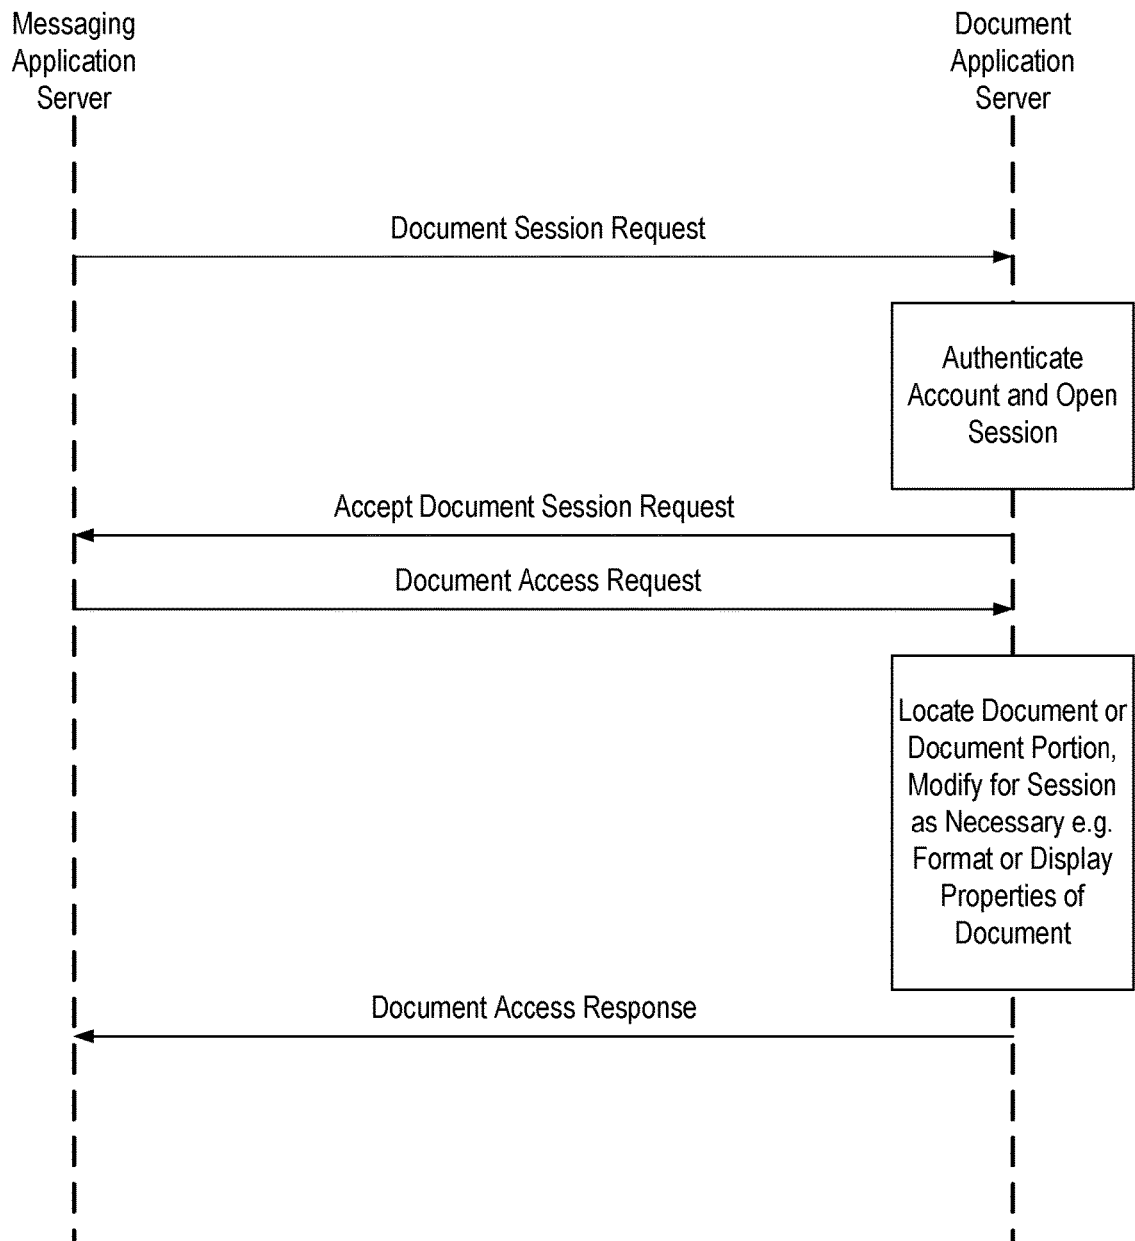 Messaging
Application
Server
Document
Application
Server
Document Session Request
Authenticate
Account and Open
Session
Accept Document Session Request
Document Access Request
Locate Document or
Document Portion,
Modify for Session
as Necessary e.g.
Format or Display
Properties of
Document
Document Access Response